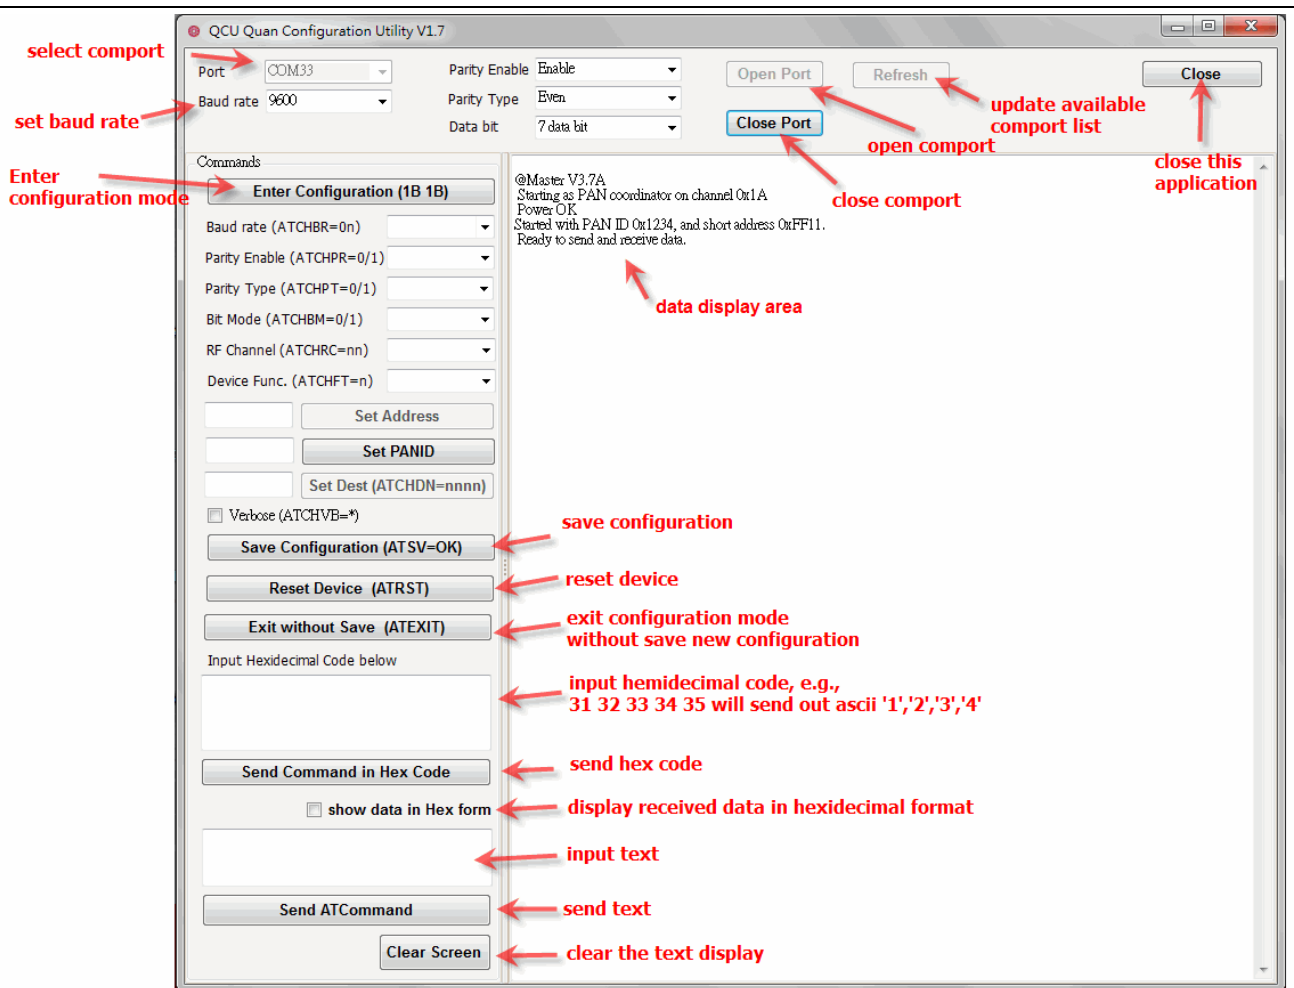 QCU Quan Configuration Utility V1.7
select comport
Port COM33
Parity Enable Enable
Open Port
Refresh
Close
Baud rate 9600
Parity Type Even
set baud rate
Data bit 7 data bit
Close Port
update available
comport list
open comport
close this
application
Commands
Enter
configuration mode
Enter Configuration (1B 1B)
close comport
@Master V3.7A
Starting as PAN coordinator on channel 0x1A
Power OK
Started with PAN ID 0x1234, and short address 0xFF11.
Ready to send and receive data.
data display area
Baud rate (ATCHBR=0n)
Parity Enable (ATCHPR=0/1)
Parity Type (ATCHPT=0/1)
Bit Mode (ATCHBM=0/1)
RF Channel (ATCHRC=nn)
Device Func. (ATCHFT=n)
Set Address
Set PANID
Set Dest (ATCHDN=nnnn)
Verbose (ATCHVB=*)
save configuration
Save Configuration (ATSV=OK)
reset device
Reset Device (ATRST)
exit configuration mode
without save new configuration
Exit without Save (ATEXIT)
Input Hexidecimal Code below
input hemidecimal code, e.g.,
31 32 33 34 35 will send out ascii '1','2','3','4'
Send Command in Hex Code
send hex code
show data in Hex form
display received data in hexidecimal format
input text
Send ATCommand
send text
Clear Screen
clear the text display